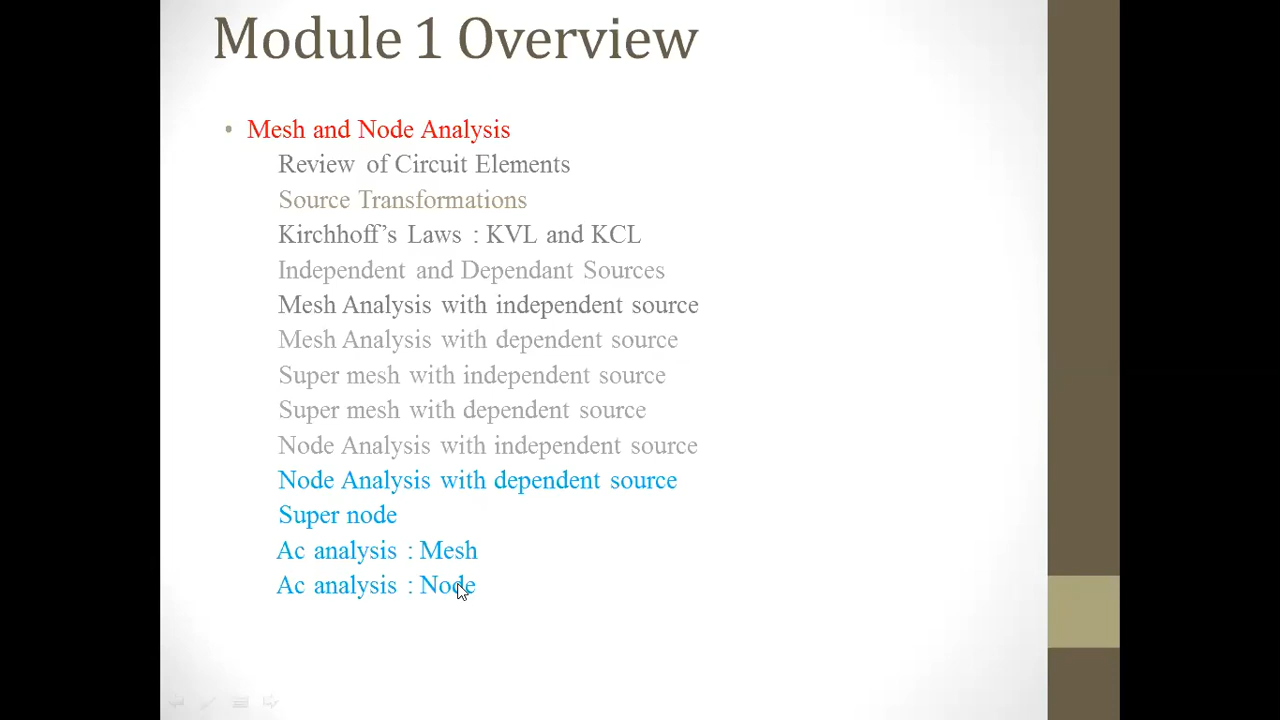 Module 1 Overview
• Mesh and Node Analysis
Review of Circuit Elements
Source Transformations
Kirchhoff’s Laws : KVL and KCL
Independent and Dependant Sources
Mesh Analysis with independent source
Mesh Analysis with dependent source
Super mesh with independent source
Super mesh with dependent source
Node Analysis with independent source
Node Analysis with dependent source
Super node
Ac analysis : Mesh
Ac analysis : Node